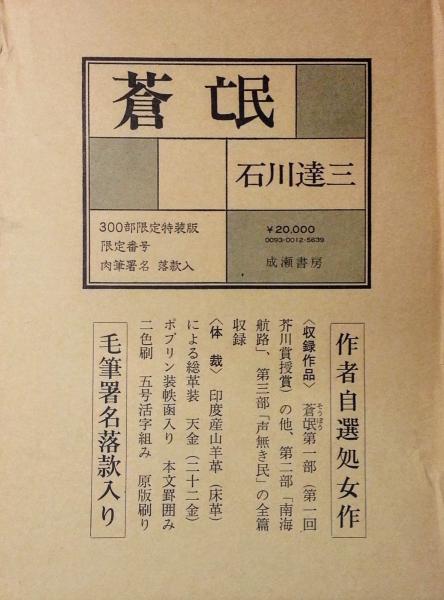 蒼氓
石川達三
300部限定特装版
限定番号
肉筆署名 落款入
¥20,000
0093-0012-5639
成瀬書房
作者自選処女作
〈収録作品〉 蒼氓第一部(第一回
そうぼう
芥川賞授賞)の他、第二部「南海
航路」、第三部「声無き民」の全篇
収録
〈体 裁〉 印度産山羊革(床革)
による総革装 天金(二十二金)
ポプリン装帙函入り 本文罫囲み
二色刷 五号活字組み 原版刷り
毛筆署名落款入り